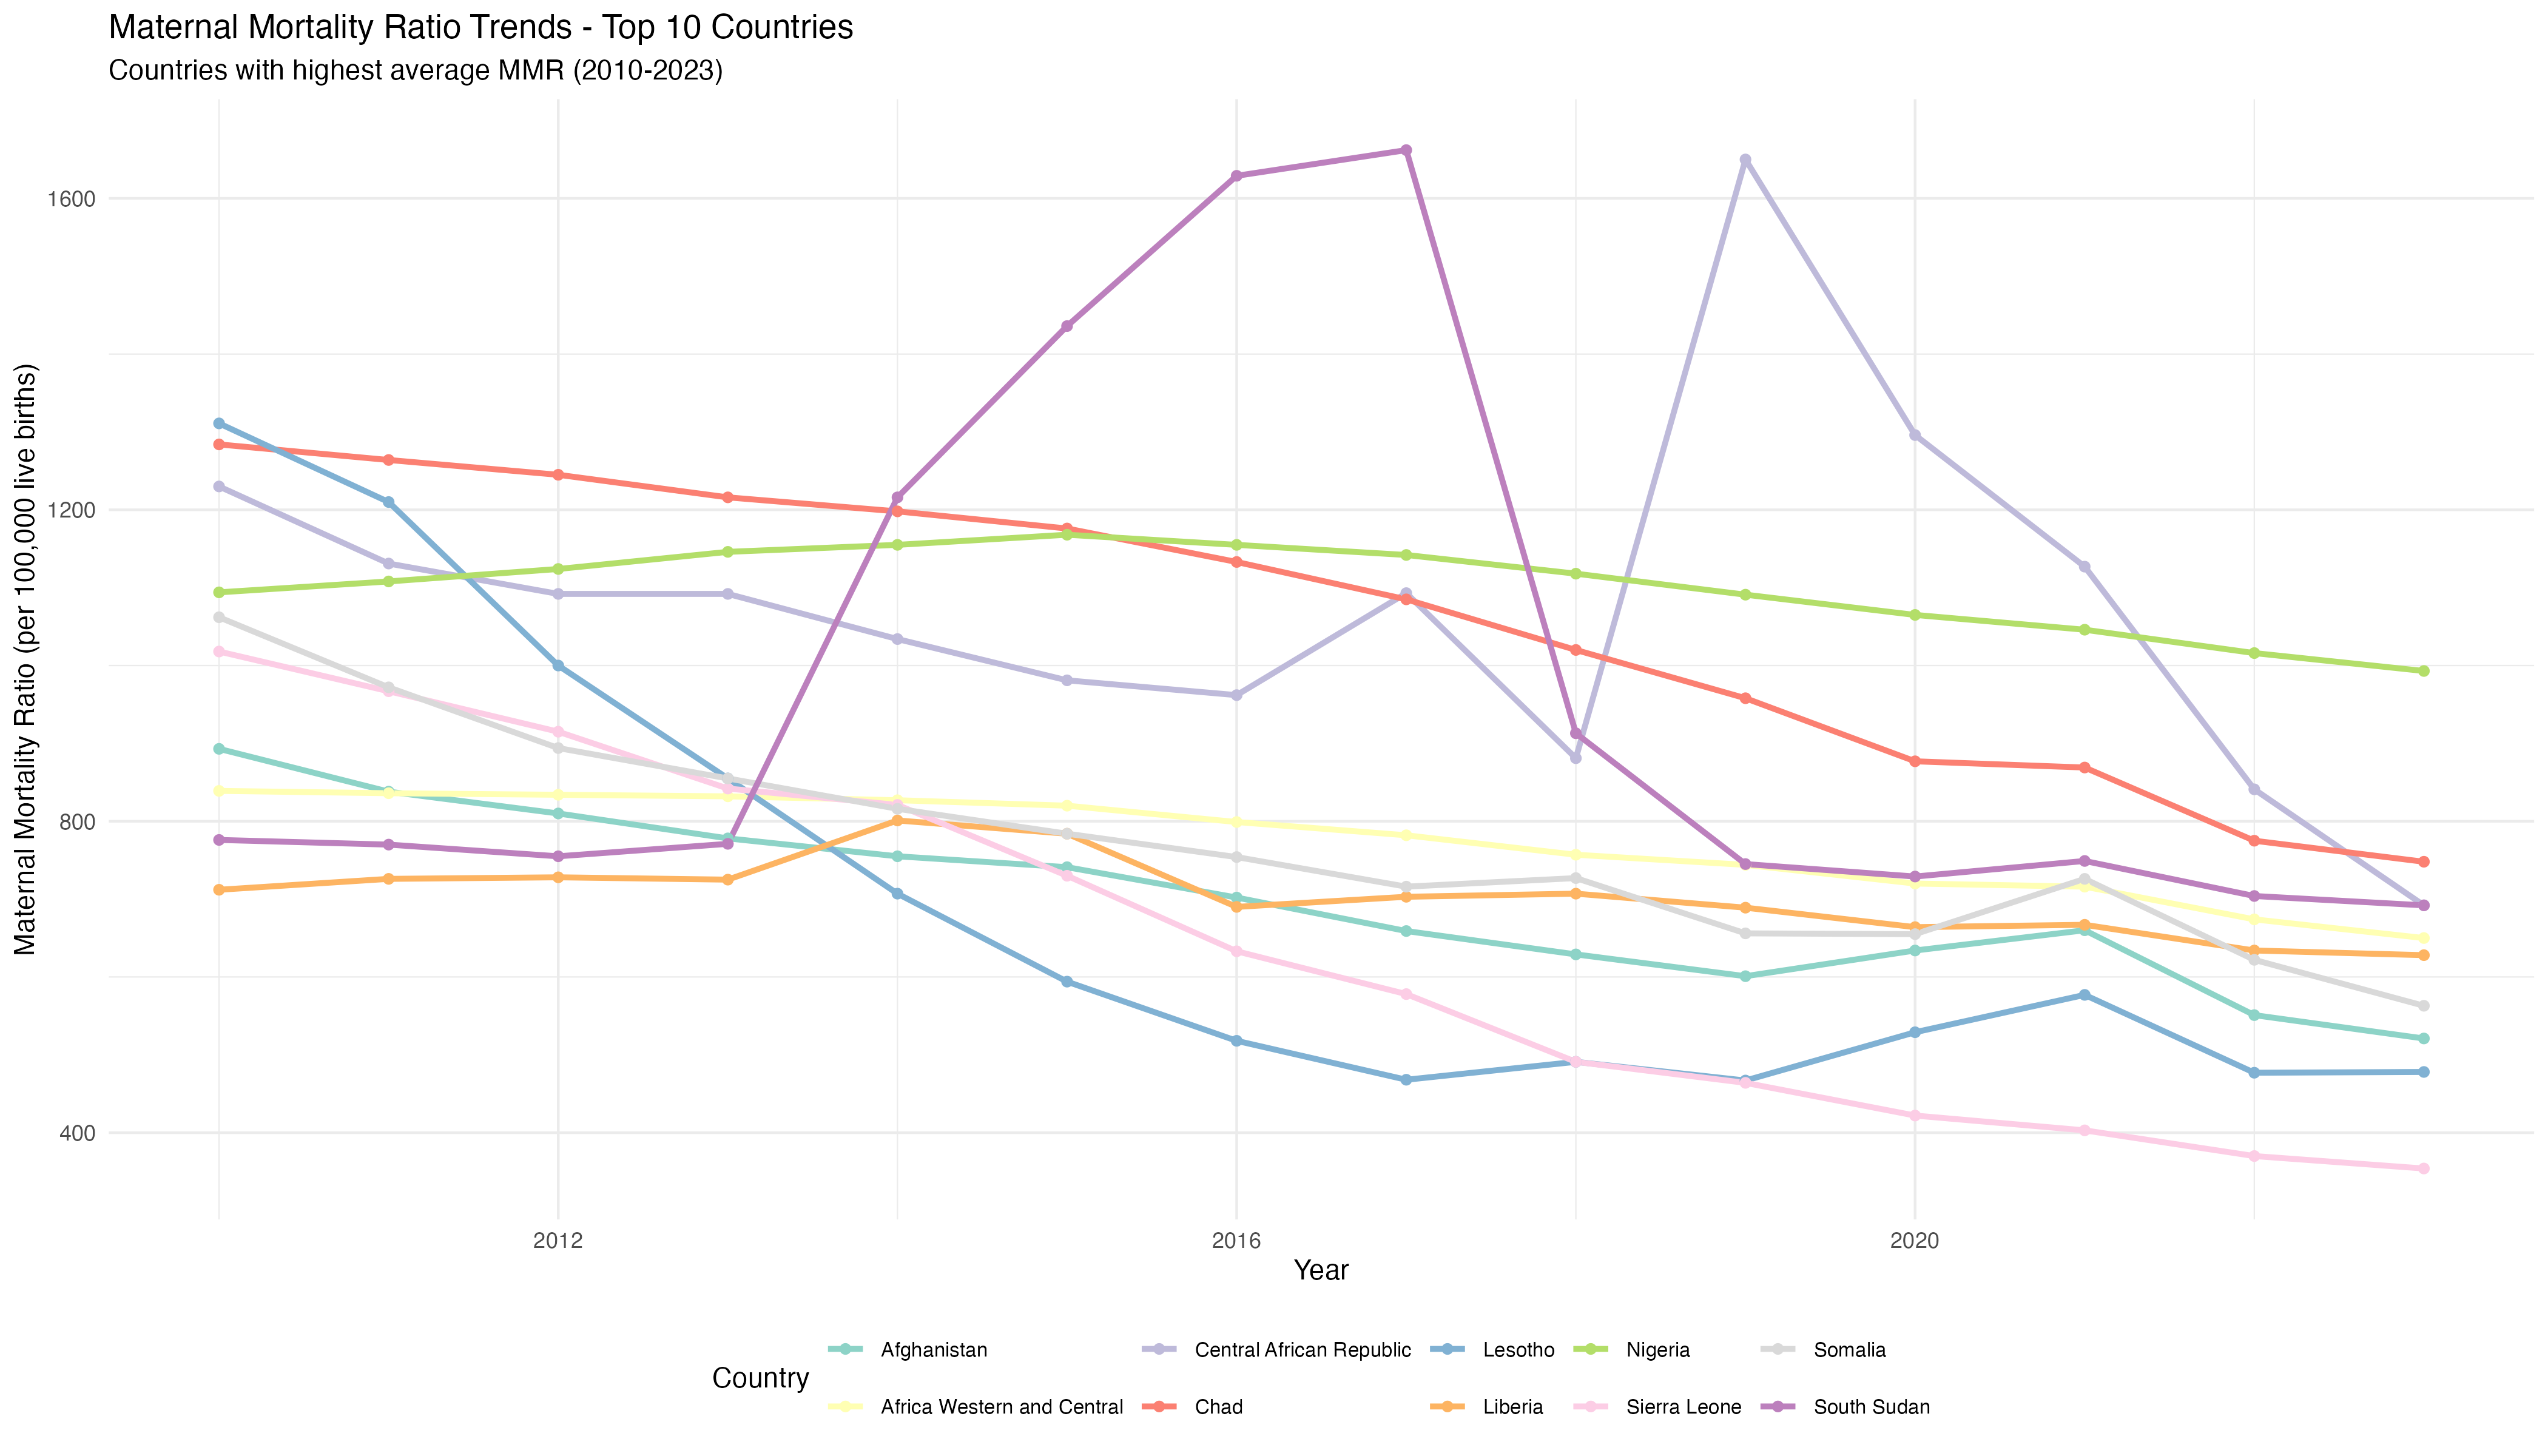 Maternal Mortality Ratio Trends - Top 10 Countries
Countries with highest average MMR (2010-2023)
Maternal Mortality Ratio (per 100,000 live births)
1600
1200
800
400
2012 2016 2020
Year
Country
Afghanistan Central African Republic Lesotho Nigeria Somalia
Africa Western and Central Chad Liberia Sierra Leone South Sudan